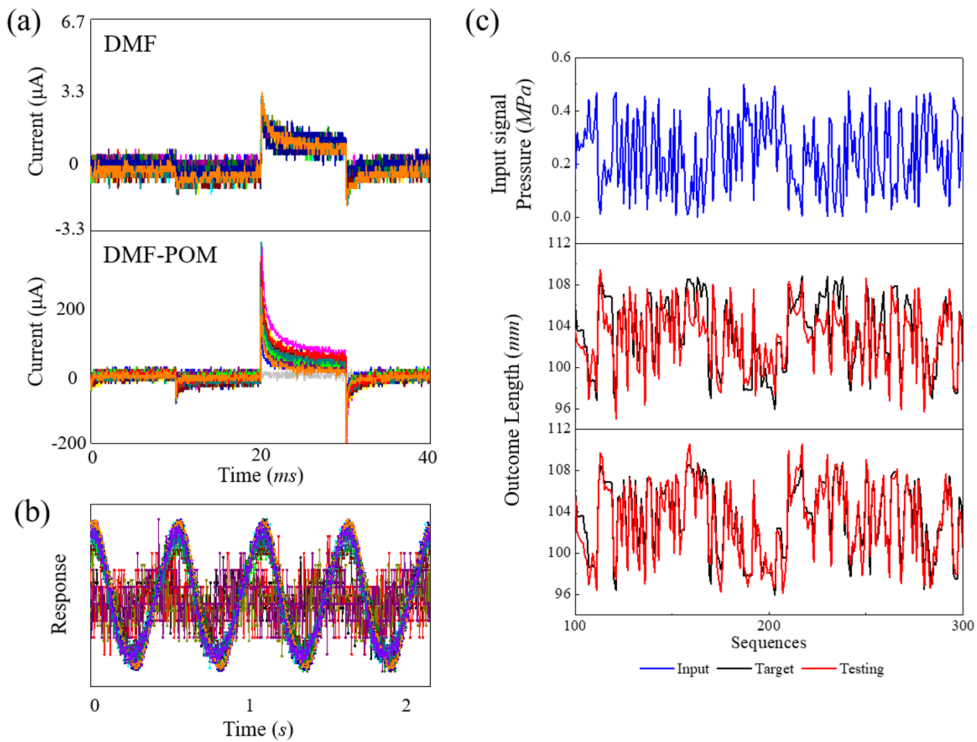 (a)
6.7
DMF
3.3
0
-3.3
Current (µA)
DMF-POM
200
0
-200
Current (µA)
0
20
40
Time (ms)
(b)
Response
0
1
2
Time (s)
(c)
0.6
0.4
0.2
0.0
Input signal
Pressure (MPa)
112
108
104
100
96
112
108
104
100
96
Outcome Length (mm)
100
200
300
Sequences
Input
Target
Testing